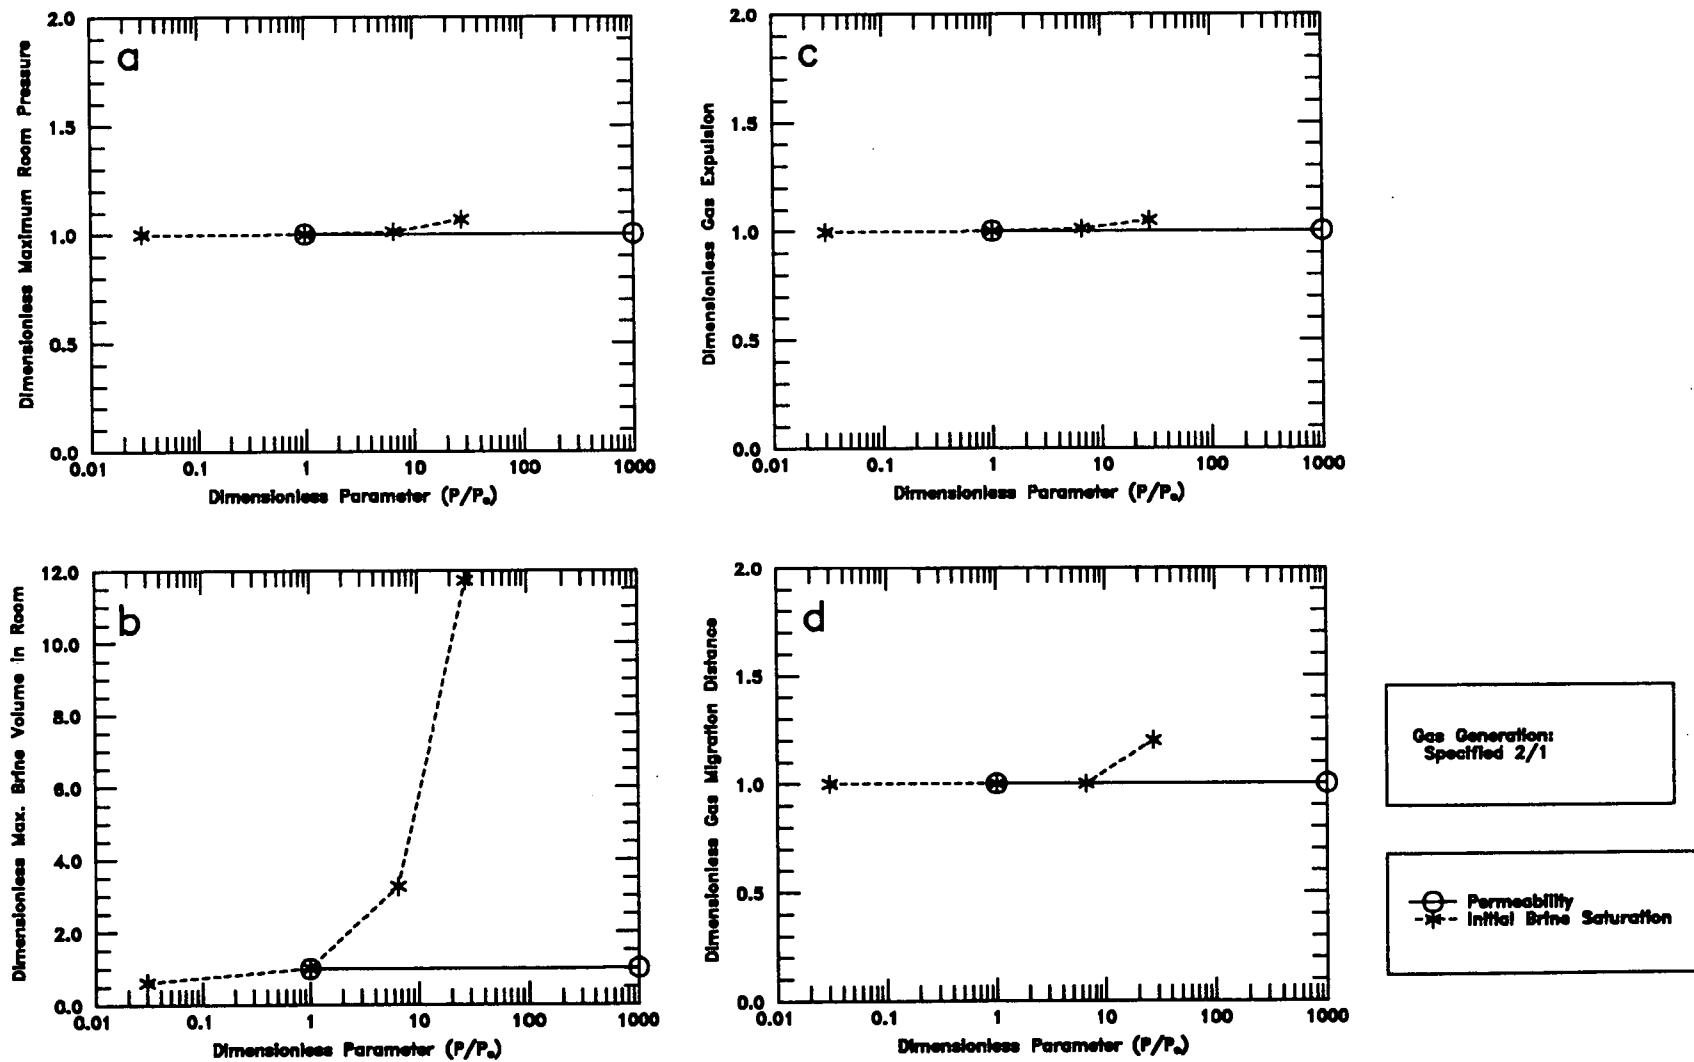 a
Dimensionless Maximum Room Pressure
2.0
1.5
1.0
0.5
0.0
0.01
0.1
1
10
100
1000
Dimensionless Parameter (P/Pₒ)
c
Dimensionless Gas Expulsion
2.0
1.5
1.0
0.5
0.0
0.01
0.1
1
10
100
1000
Dimensionless Parameter (P/Pₒ)
b
Dimensionless Max. Brine Volume in Room
12.0
10.0
8.0
6.0
4.0
2.0
0.0
0.01
0.1
1
10
100
1000
Dimensionless Parameter (P/Pₒ)
d
Dimensionless Gas Migration Distance
2.0
1.5
1.0
0.5
0.0
0.01
0.1
1
10
100
1000
Dimensionless Parameter (P/Pₒ)
Gas Generation:
Specified 2/1
Permeability
Initial Brine Saturation